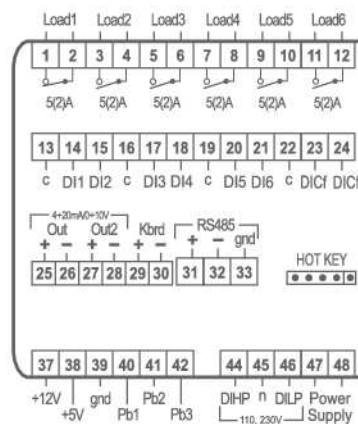 Load1 Load2 Load3 Load4 Load5 Load6
1 2 3 4 5 6 7 8 9 10 11 12
5(2)A 5(2)A 5(2)A 5(2)A 5(2)A 5(2)A
13 14 15 16 17 18 19 20 21 22 23 24
c DI1 DI2 c DI3 DI4 c DI5 DI6 c DICf DICf
4+20mA/0+10V
Out Out2 Kbrd RS485
+ − + − + − + − gnd
25 26 27 28 29 30 31 32 33
HOT KEY
37 38 39 40 41 42 44 45 46 47 48
+12V gnd Pb2 DIHP n DILP Power
+5V Pb1 Pb3 110, 230V Supply